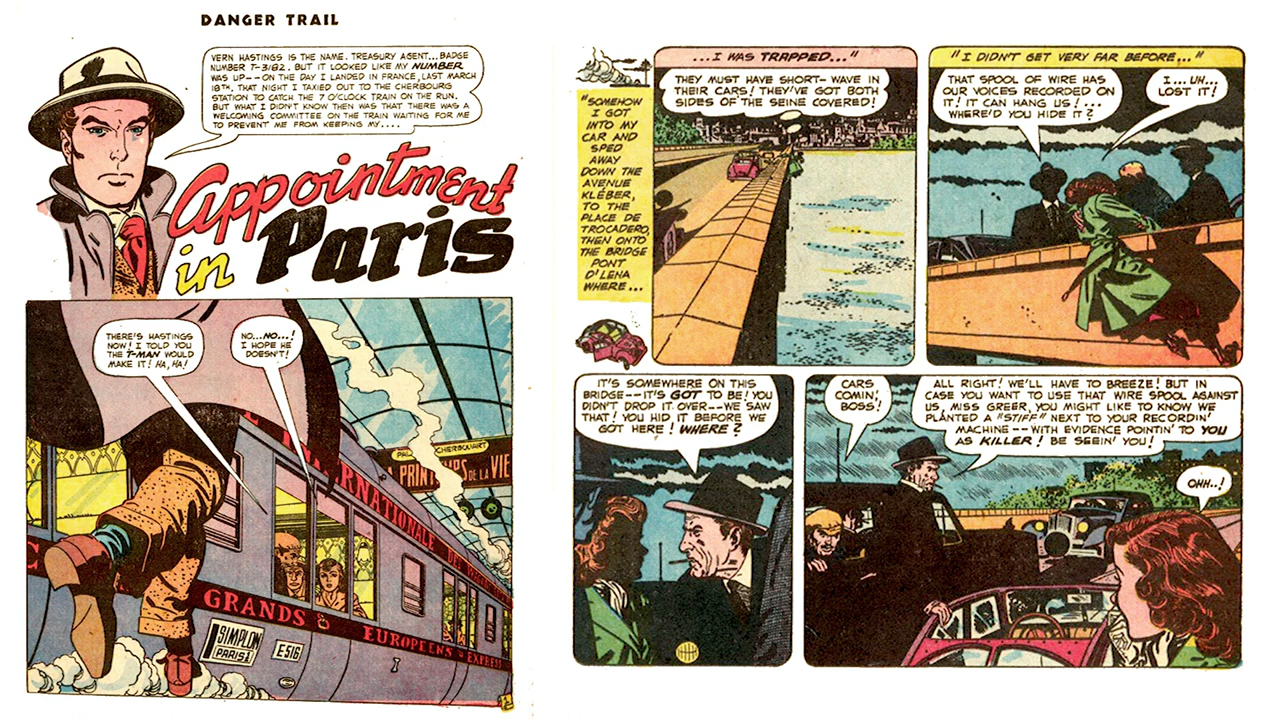 DANGER TRAIL
VERN HASTINGS IS THE NAME. TREASURY AGENT...BADGE
NUMBER T-3182. BUT IT LOOKED LIKE MY NUMBER
WAS UP--ON THE DAY I LANDED IN FRANCE, LAST MARCH
18TH. THAT NIGHT I TAXIED OUT TO THE CHERBOURG
STATION TO CATCH THE 7 O'CLOCK TRAIN ON THE RUN.
BUT WHAT I DIDN'T KNOW THEN WAS THAT THERE WAS A
WELCOMING COMMITTEE ON THE TRAIN WAITING FOR ME
TO PREVENT ME FROM KEEPING MY....
Appointment
in Paris
THERE'S HASTINGS
NOW! I TOLD YOU
THE T-MAN WOULD
MAKE IT! HA, HA!
NO...NO...!
I HOPE HE
DOESN'T!
CHERBOURG
PRINTEMPS DE LA VIE
INTERNATIONALE DES
GRANDS & EUROPEENS EXPRESS
SIMPLON
PARIS
E516
"SOMEHOW
I GOT
INTO MY
CAR AND
SPED
AWAY
DOWN THE
AVENUE
KLÉBER,
TO THE
PLACE DE
TROCADERO,
THEN ONTO
THE BRIDGE
PONT
D'LENA
WHERE...
...I WAS TRAPPED..."
THEY MUST HAVE SHORT-WAVE IN
THEIR CARS! THEY'VE GOT BOTH
SIDES OF THE SEINE COVERED!
"I DIDN'T GET VERY FAR BEFORE..."
THAT SPOOL OF WIRE HAS
OUR VOICES RECORDED ON
IT! IT CAN HANG US!...
WHERE'D YOU HIDE IT?
I...UH...
LOST IT!
IT'S SOMEWHERE ON THIS
BRIDGE--IT'S GOT TO BE! YOU
DIDN'T DROP IT OVER--WE SAW
THAT! YOU HID IT BEFORE WE
GOT HERE! WHERE?
CARS
COMIN',
BOSS!
ALL RIGHT! WE'LL HAVE TO BREEZE! BUT IN
CASE YOU WANT TO USE THAT WIRE SPOOL AGAINST
US, MISS GREER, YOU MIGHT LIKE TO KNOW WE
PLANTED A "STIFF" NEXT TO YOUR RECORDIN'
MACHINE--WITH EVIDENCE POINTIN' TO YOU
AS KILLER! BE SEEIN' YOU!
OHH..!